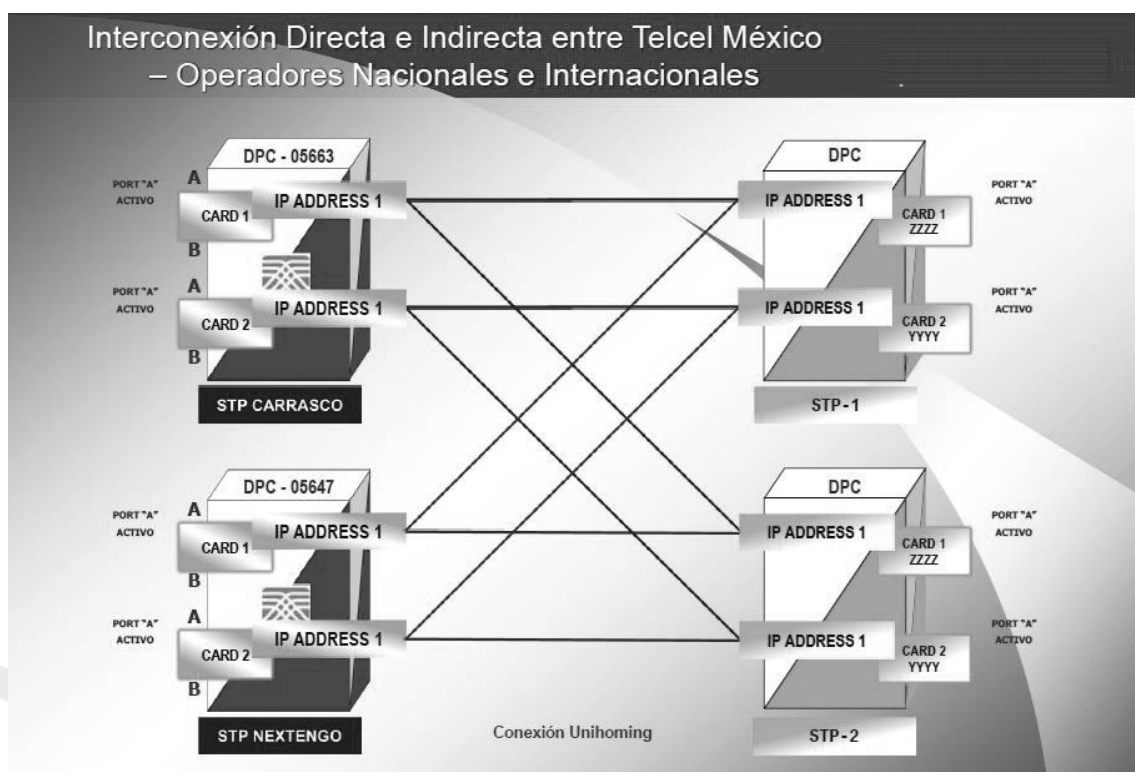 Interconexión Directa e Indirecta entre Telcel México
– Operadores Nacionales e Internacionales
DPC - 05663
PORT "A"
ACTIVO
A
CARD 1
B
IP ADDRESS 1
PORT "A"
ACTIVO
A
CARD 2
B
IP ADDRESS 1
STP CARRASCO
DPC
IP ADDRESS 1
CARD 1
ZZZZ
PORT "A"
ACTIVO
IP ADDRESS 1
CARD 2
YYYY
PORT "A"
ACTIVO
STP-1
DPC - 05647
PORT "A"
ACTIVO
A
CARD 1
B
IP ADDRESS 1
PORT "A"
ACTIVO
A
CARD 2
B
IP ADDRESS 1
STP NEXTENGO
Conexión Unihoming
DPC
IP ADDRESS 1
CARD 1
ZZZZ
PORT "A"
ACTIVO
IP ADDRESS 1
CARD 2
YYYY
PORT "A"
ACTIVO
STP-2